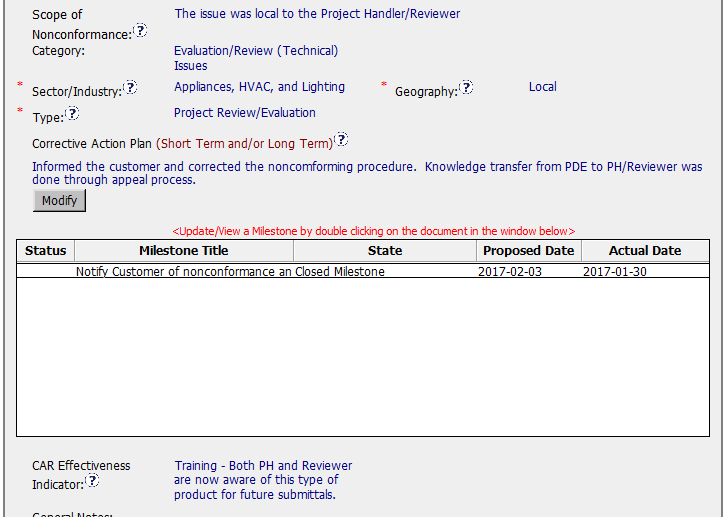 Scope of
Nonconformance: ? The issue was local to the Project Handler/Reviewer
Category: Evaluation/Review (Technical)
Issues
* Sector/Industry: ? Appliances, HVAC, and Lighting * Geography: ? Local
* Type: ? Project Review/Evaluation
Corrective Action Plan (Short Term and/or Long Term) ?
Informed the customer and corrected the noncomforming procedure. Knowledge transfer from PDE to PH/Reviewer was
done through appeal process.
Modify
<Update/View a Milestone by double clicking on the document in the window below>
Status Milestone Title State Proposed Date Actual Date
Notify Customer of nonconformance an Closed Milestone 2017-02-03 2017-01-30
CAR Effectiveness Training - Both PH and Reviewer
Indicator: ? are now aware of this type of
product for future submittals.
General Notes: